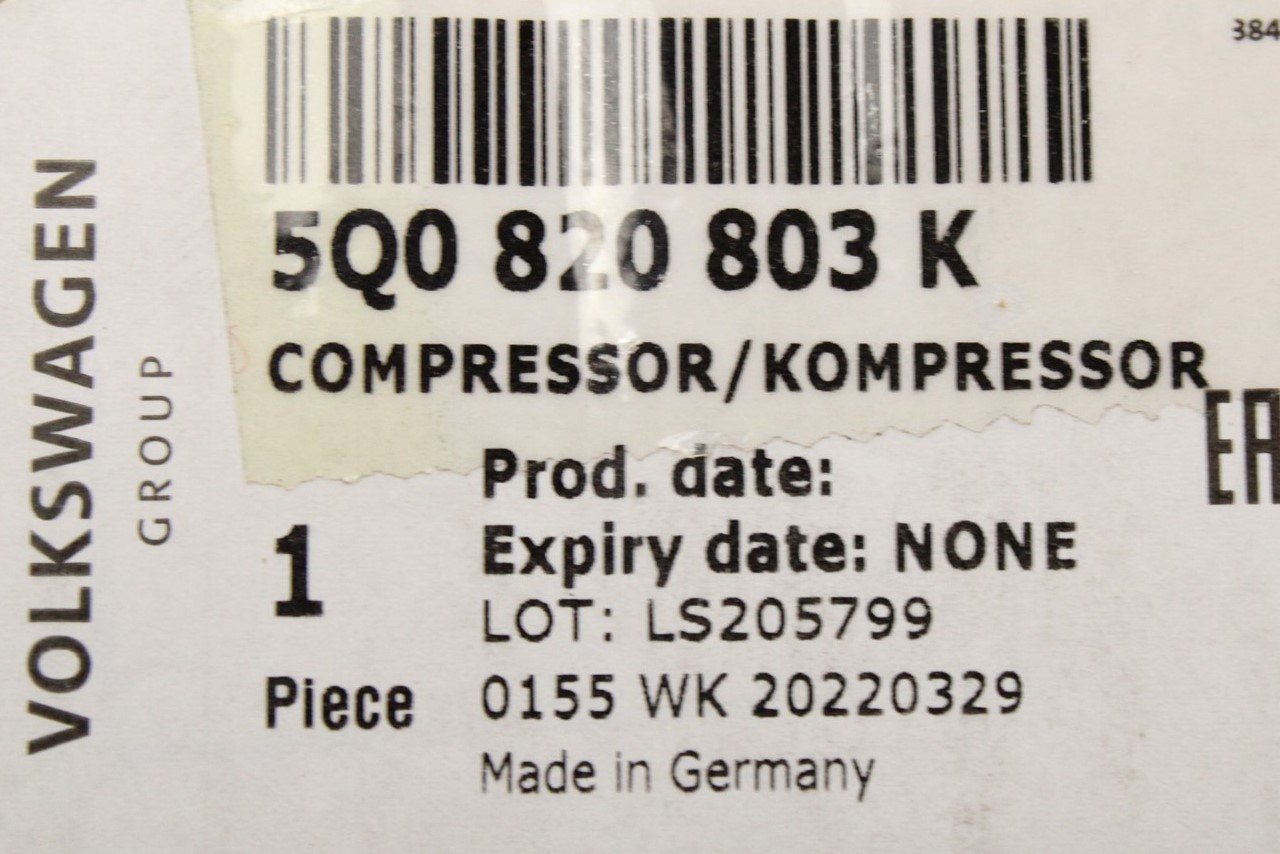 384
5Q0 820 803 K
COMPRESSOR/KOMPRESSOR
EA
Prod. date:
Expiry date: NONE
LOT: LS205799
0155 WK 20220329
Made in Germany
1
Piece
VOLKSWAGEN
GROUP